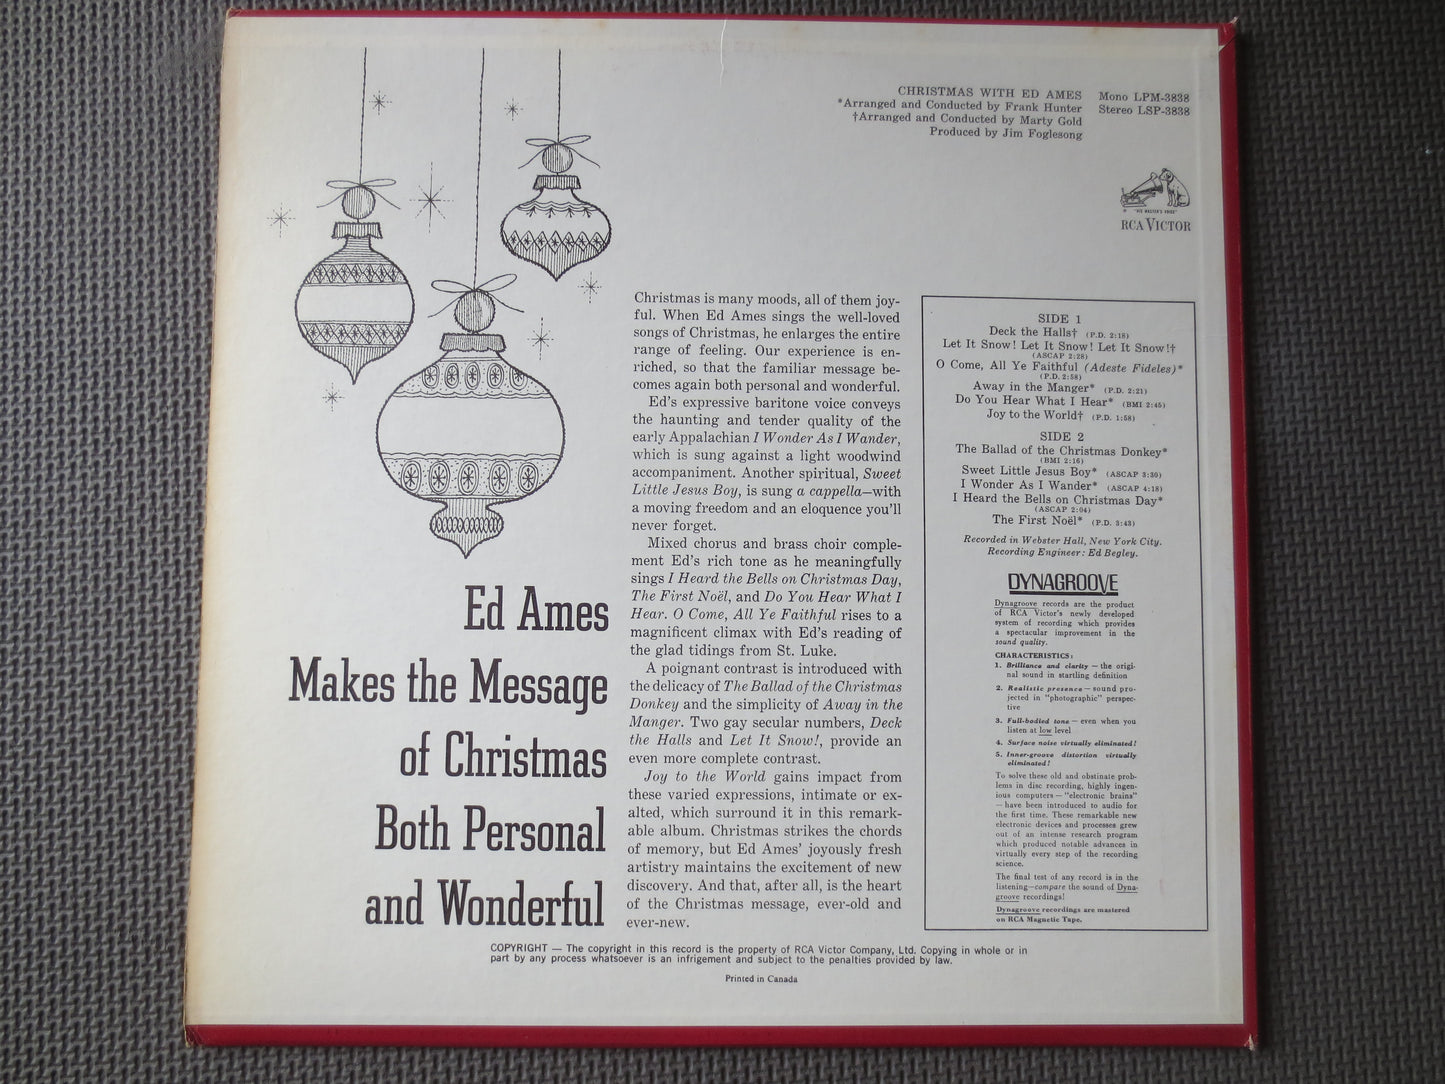 CHRISTMAS WITH ED AMES
*Arranged and Conducted by Frank Hunter
†Arranged and Conducted by Marty Gold
Produced by Jim Foglesong
Mono LPM-3838
Stereo LSP-3838
"HIS MASTER'S VOICE"
RCA VICTOR
Ed Ames
Makes the Message
of Christmas
Both Personal
and Wonderful
Christmas is many moods, all of them joy-
ful. When Ed Ames sings the well-loved
songs of Christmas, he enlarges the entire
range of feeling. Our experience is en-
riched, so that the familiar message be-
comes again both personal and wonderful.
Ed's expressive baritone voice conveys
the haunting and tender quality of the
early Appalachian I Wonder As I Wander,
which is sung against a light woodwind
accompaniment. Another spiritual, Sweet
Little Jesus Boy, is sung a cappella—with
a moving freedom and an eloquence you'll
never forget.
Mixed chorus and brass choir comple-
ment Ed's rich tone as he meaningfully
sings I Heard the Bells on Christmas Day,
The First Noël, and Do You Hear What I
Hear. O Come, All Ye Faithful rises to a
magnificent climax with Ed's reading of
the glad tidings from St. Luke.
A poignant contrast is introduced with
the delicacy of The Ballad of the Christmas
Donkey and the simplicity of Away in the
Manger. Two gay secular numbers, Deck
the Halls and Let It Snow!, provide an
even more complete contrast.
Joy to the World gains impact from
these varied expressions, intimate or ex-
alted, which surround it in this remark-
able album. Christmas strikes the chords
of memory, but Ed Ames' joyously fresh
artistry maintains the excitement of new
discovery. And that, after all, is the heart
of the Christmas message, ever-old and
ever-new.
SIDE 1
Deck the Halls† (P.D. 2:18)
Let It Snow! Let It Snow! Let It Snow!†
(ASCAP 2:28)
O Come, All Ye Faithful (Adeste Fideles)*
(P.D. 2:58)
Away in the Manger* (P.D. 2:21)
Do You Hear What I Hear* (BMI 2:45)
Joy to the World† (P.D. 1:58)
SIDE 2
The Ballad of the Christmas Donkey*
(BMI 2:16)
Sweet Little Jesus Boy* (ASCAP 3:30)
I Wonder As I Wander* (ASCAP 4:18)
I Heard the Bells on Christmas Day*
(ASCAP 2:04)
The First Noël* (P.D. 3:43)
Recorded in Webster Hall, New York City.
Recording Engineer: Ed Begley.
DYNAGROOVE
Dynagroove records are the product
of RCA Victor's newly developed
system of recording which provides
a spectacular improvement in the
sound quality.
CHARACTERISTICS:
1. Brilliance and clarity — the origi-
nal sound in startling definition
2. Realistic presence — sound pro-
jected in "photographic" perspec-
tive
3. Full-bodied tone — even when you
listen at low level
4. Surface noise virtually eliminated!
5. Inner-groove distortion virtually
eliminated!
To solve these old and obstinate prob-
lems in disc recording, highly ingen-
ious computers — "electronic brains"
— have been introduced to audio for
the first time. These remarkable new
electronic devices and processes grew
out of an intense research program
which produced notable advances in
virtually every step of the recording
science.
The final test of any record is in the
listening—compare the sound of Dyna-
groove recordings!
Dynagroove recordings are mastered
on RCA Magnetic Tape.
COPYRIGHT — The copyright in this record is the property of RCA Victor Company, Ltd. Copying in whole or in
part by any process whatsoever is an infrigement and subject to the penalties provided by law.
Printed in Canada